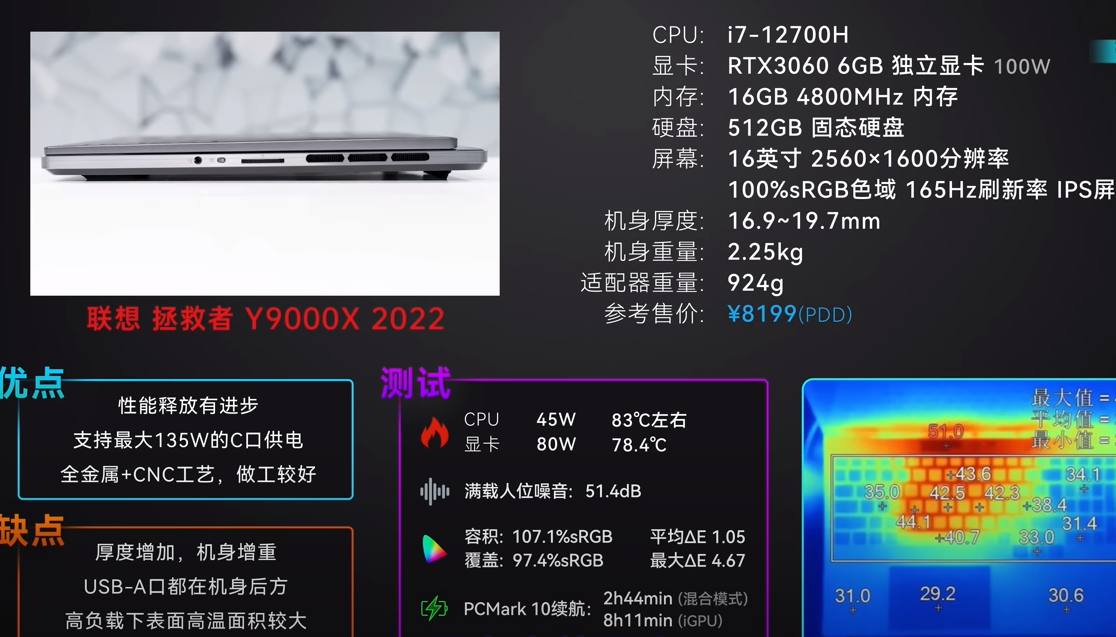 CPU: i7-12700H
显卡: RTX3060 6GB 独立显卡 100W
内存: 16GB 4800MHz 内存
硬盘: 512GB 固态硬盘
屏幕: 16英寸 2560×1600分辨率
100%sRGB色域 165Hz刷新率 IPS屏
机身厚度: 16.9~19.7mm
机身重量: 2.25kg
适配器重量: 924g
参考售价: ¥8199(PDD)
联想 拯救者 Y9000X 2022
优点
性能释放有进步
支持最大135W的C口供电
全金属+CNC工艺，做工较好
缺点
厚度增加，机身增重
USB-A口都在机身后方
高负载下表面高温面积较大
测试
CPU 45W 83℃左右
显卡 80W 78.4℃
满载人位噪音: 51.4dB
容积: 107.1%sRGB 平均ΔE 1.05
覆盖: 97.4%sRGB 最大ΔE 4.67
PCMark 10续航: 2h44min (混合模式)
8h11min (iGPU)
最大值 =
平均值 =
最小值 =
51.0
43.6 34.1
35.0 42.5 42.3
38.4
44.1 31.4
40.7 33.0
31.0 29.2 30.6